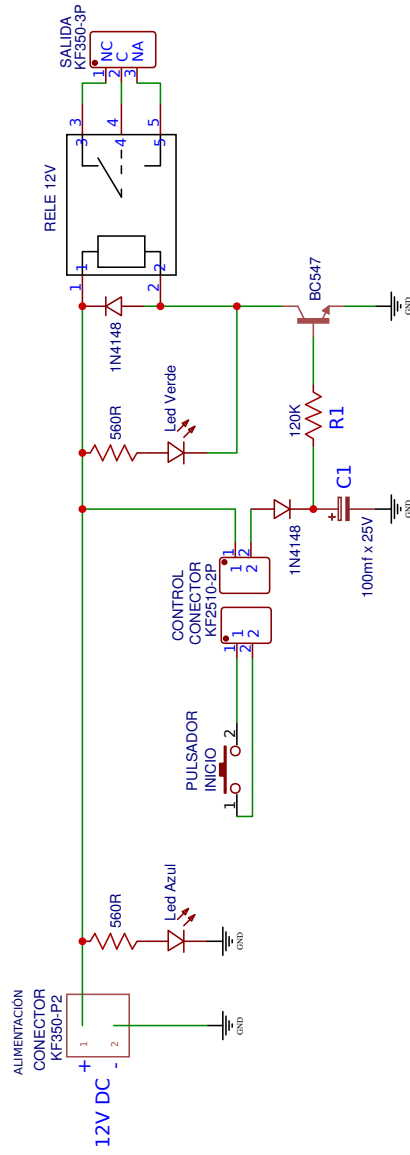 ALIMENTACIÓN
CONECTOR
KF350-P2
12V DC
+
-
1
2
GND
560R
Led Azul
GND
PULSADOR
INICIO
1
2
CONTROL
CONECTOR
KF2510-2P
1
2
1
2
1
2
1
2
1N4148
C1
+
100mf x 25V
GND
120K
R1
560R
Led Verde
1N4148
BC547
GND
RELE 12V
1
1
2
2
3
3
4
4
5
5
SALIDA
KF350-3P
1
2
3
NC
C
NA